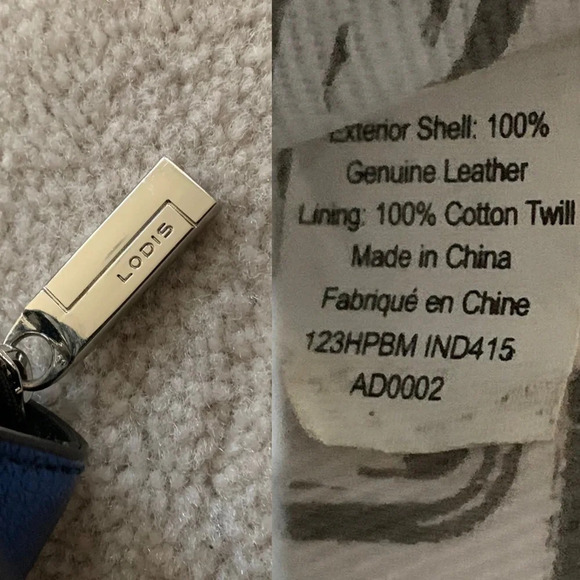 LODIS
Exterior Shell: 100%
Genuine Leather
Lining: 100% Cotton Twill
Made in China
Fabriqué en Chine
123HPBM IND415
AD0002